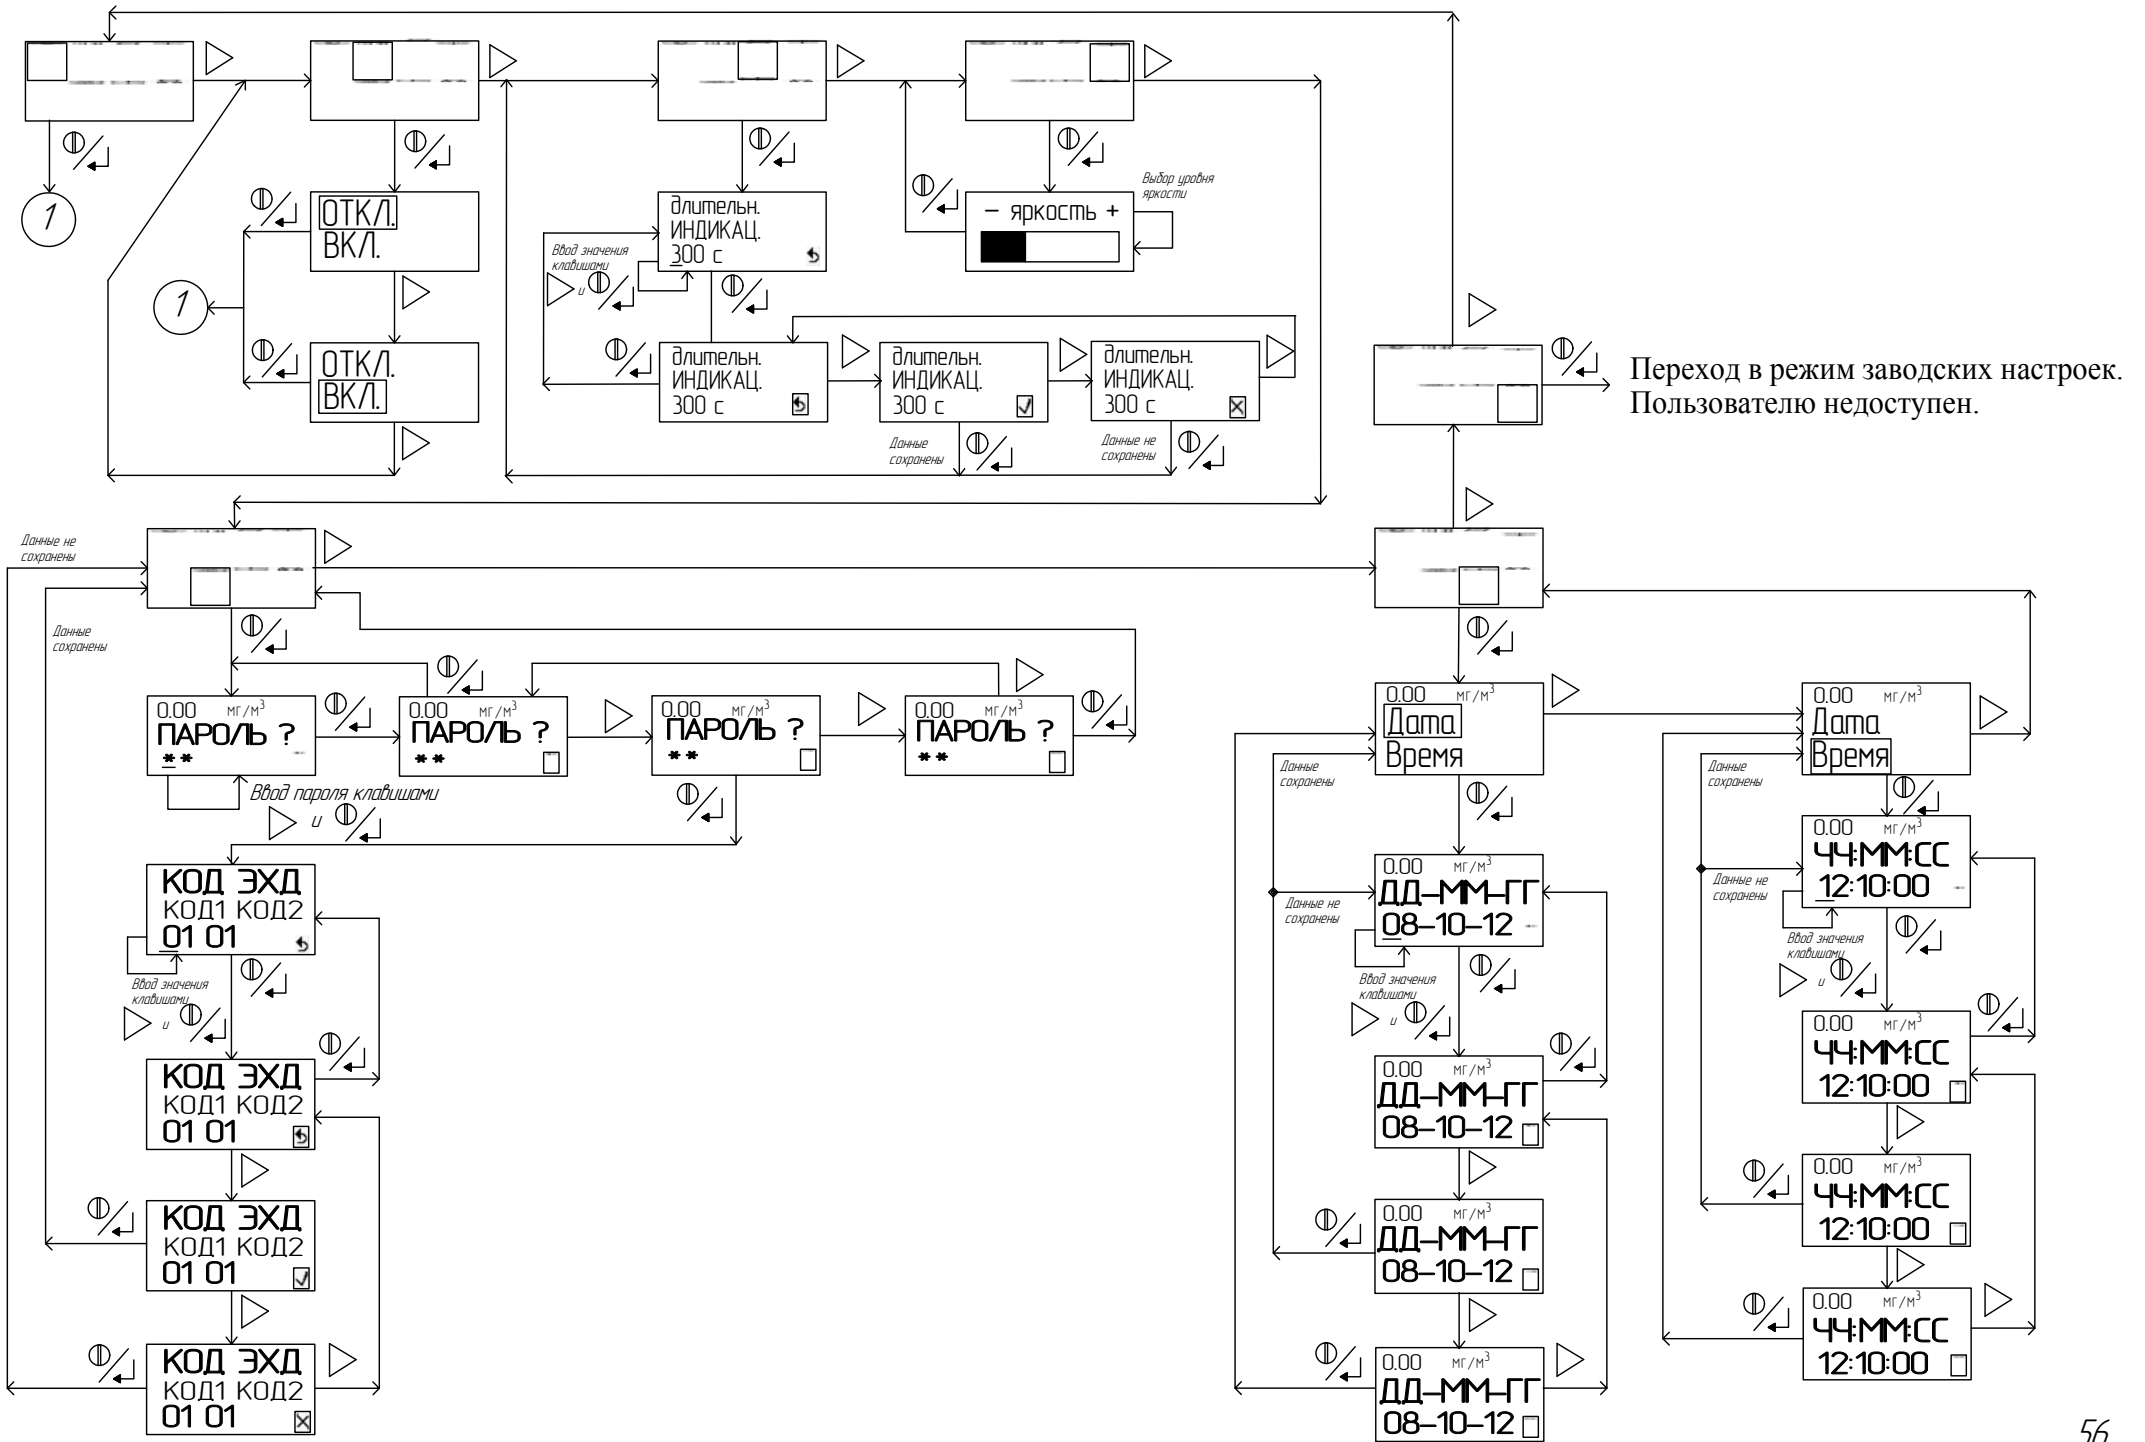 1
ОТКЛ.
ВКЛ.
1
ОТКЛ.
ВКЛ.
длительн.
ИНДИКАЦ.
300 с
Ввод значения
клавишами
и
длительн.
ИНДИКАЦ.
300 с
длительн.
ИНДИКАЦ.
300 с
длительн.
ИНДИКАЦ.
300 с
Данные
сохранены
Данные не
сохранены
– яркость +
Выбор уровня
яркости
Переход в режим заводских настроек.
Пользователю недоступен.
Данные не
сохранены
Данные
сохранены
0.00 мг/м³
ПАРОЛЬ ?
**
0.00 мг/м³
ПАРОЛЬ ?
**
0.00 мг/м³
ПАРОЛЬ ?
**
0.00 мг/м³
ПАРОЛЬ ?
**
Ввод пароля клавишами
и
КОД ЭХД
КОД1 КОД2
01 01
Ввод значения
клавишами
и
КОД ЭХД
КОД1 КОД2
01 01
КОД ЭХД
КОД1 КОД2
01 01
КОД ЭХД
КОД1 КОД2
01 01
0.00 мг/м³
Дата
Время
Данные
сохранены
0.00 мг/м³
ДД–ММ–ГГ
08–10–12
Данные не
сохранены
Ввод значения
клавишами
и
0.00 мг/м³
ДД–ММ–ГГ
08–10–12
0.00 мг/м³
ДД–ММ–ГГ
08–10–12
0.00 мг/м³
ДД–ММ–ГГ
08–10–12
0.00 мг/м³
Дата
Время
Данные
сохранены
0.00 мг/м³
ЧЧ:ММ:СС
12:10:00
Данные не
сохранены
Ввод значения
клавишами
и
0.00 мг/м³
ЧЧ:ММ:СС
12:10:00
0.00 мг/м³
ЧЧ:ММ:СС
12:10:00
0.00 мг/м³
ЧЧ:ММ:СС
12:10:00
56